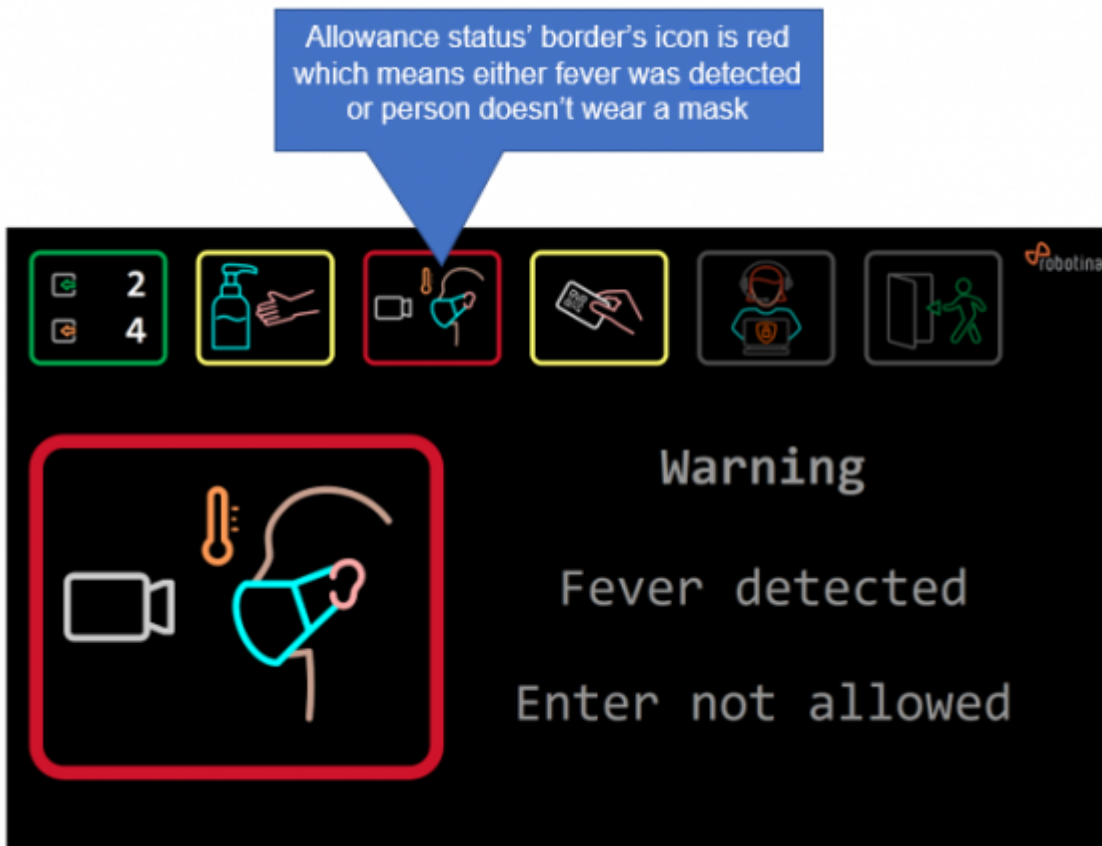 Allowance status’ border’s icon is red
which means either fever was detected
or person doesn’t wear a mask
2
4
robotina
Warning
Fever detected
Enter not allowed